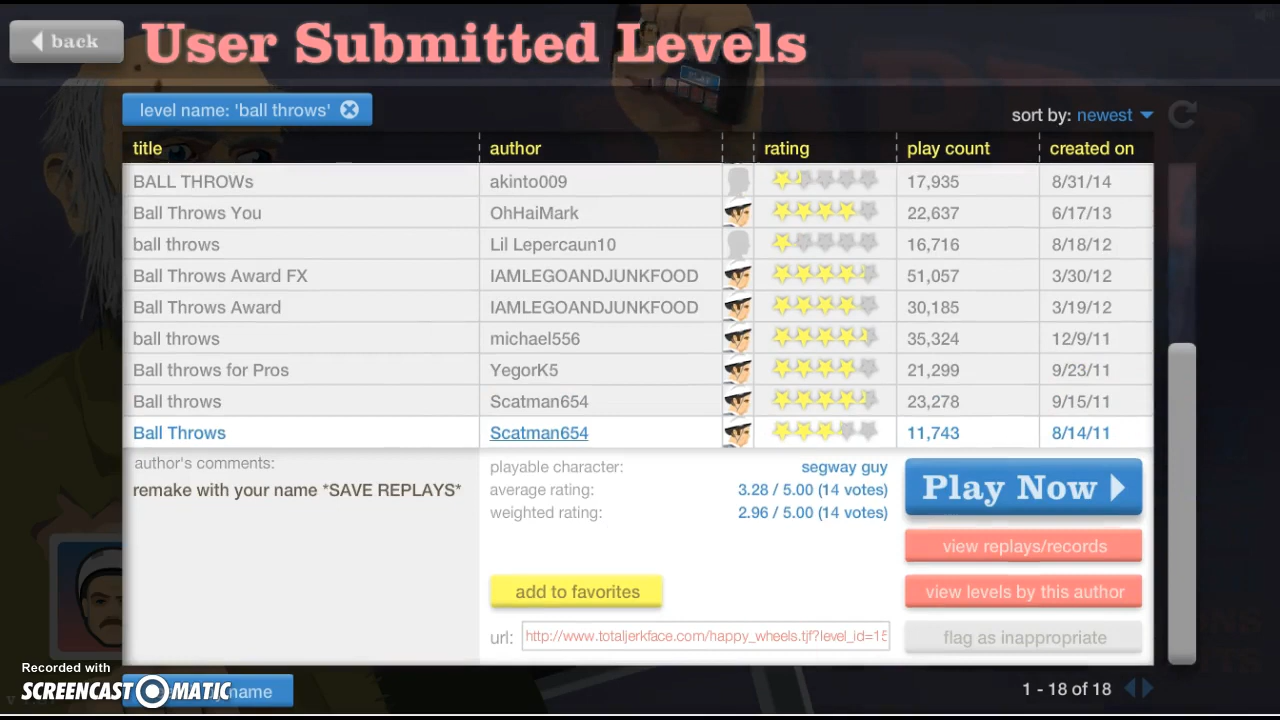 back
User Submitted Levels
level name: 'ball throws'
sort by: newest
title author rating play count created on
BALL THROWs akinto009 17,935 8/31/14
Ball Throws You OhHaiMark 22,637 6/17/13
ball throws Lil Lepercaun10 16,716 8/18/12
Ball Throws Award FX IAMLEGOANDJUNKFOOD 51,057 3/30/12
Ball Throws Award IAMLEGOANDJUNKFOOD 30,185 3/19/12
ball throws michael556 35,324 12/9/11
Ball throws for Pros YegorK5 21,299 9/23/11
Ball throws Scatman654 23,278 9/15/11
Ball Throws Scatman654 11,743 8/14/11
author's comments:
remake with your name *SAVE REPLAYS*
playable character: segway guy
average rating: 3.28 / 5.00 (14 votes)
weighted rating: 2.96 / 5.00 (14 votes)
Play Now
view replays/records
add to favorites
view levels by this author
url: http://www.totaljerkface.com/happy_wheels.tjf?level_id=15
flag as inappropriate
Recorded with
SCREENCAST MATIC
name
1 - 18 of 18